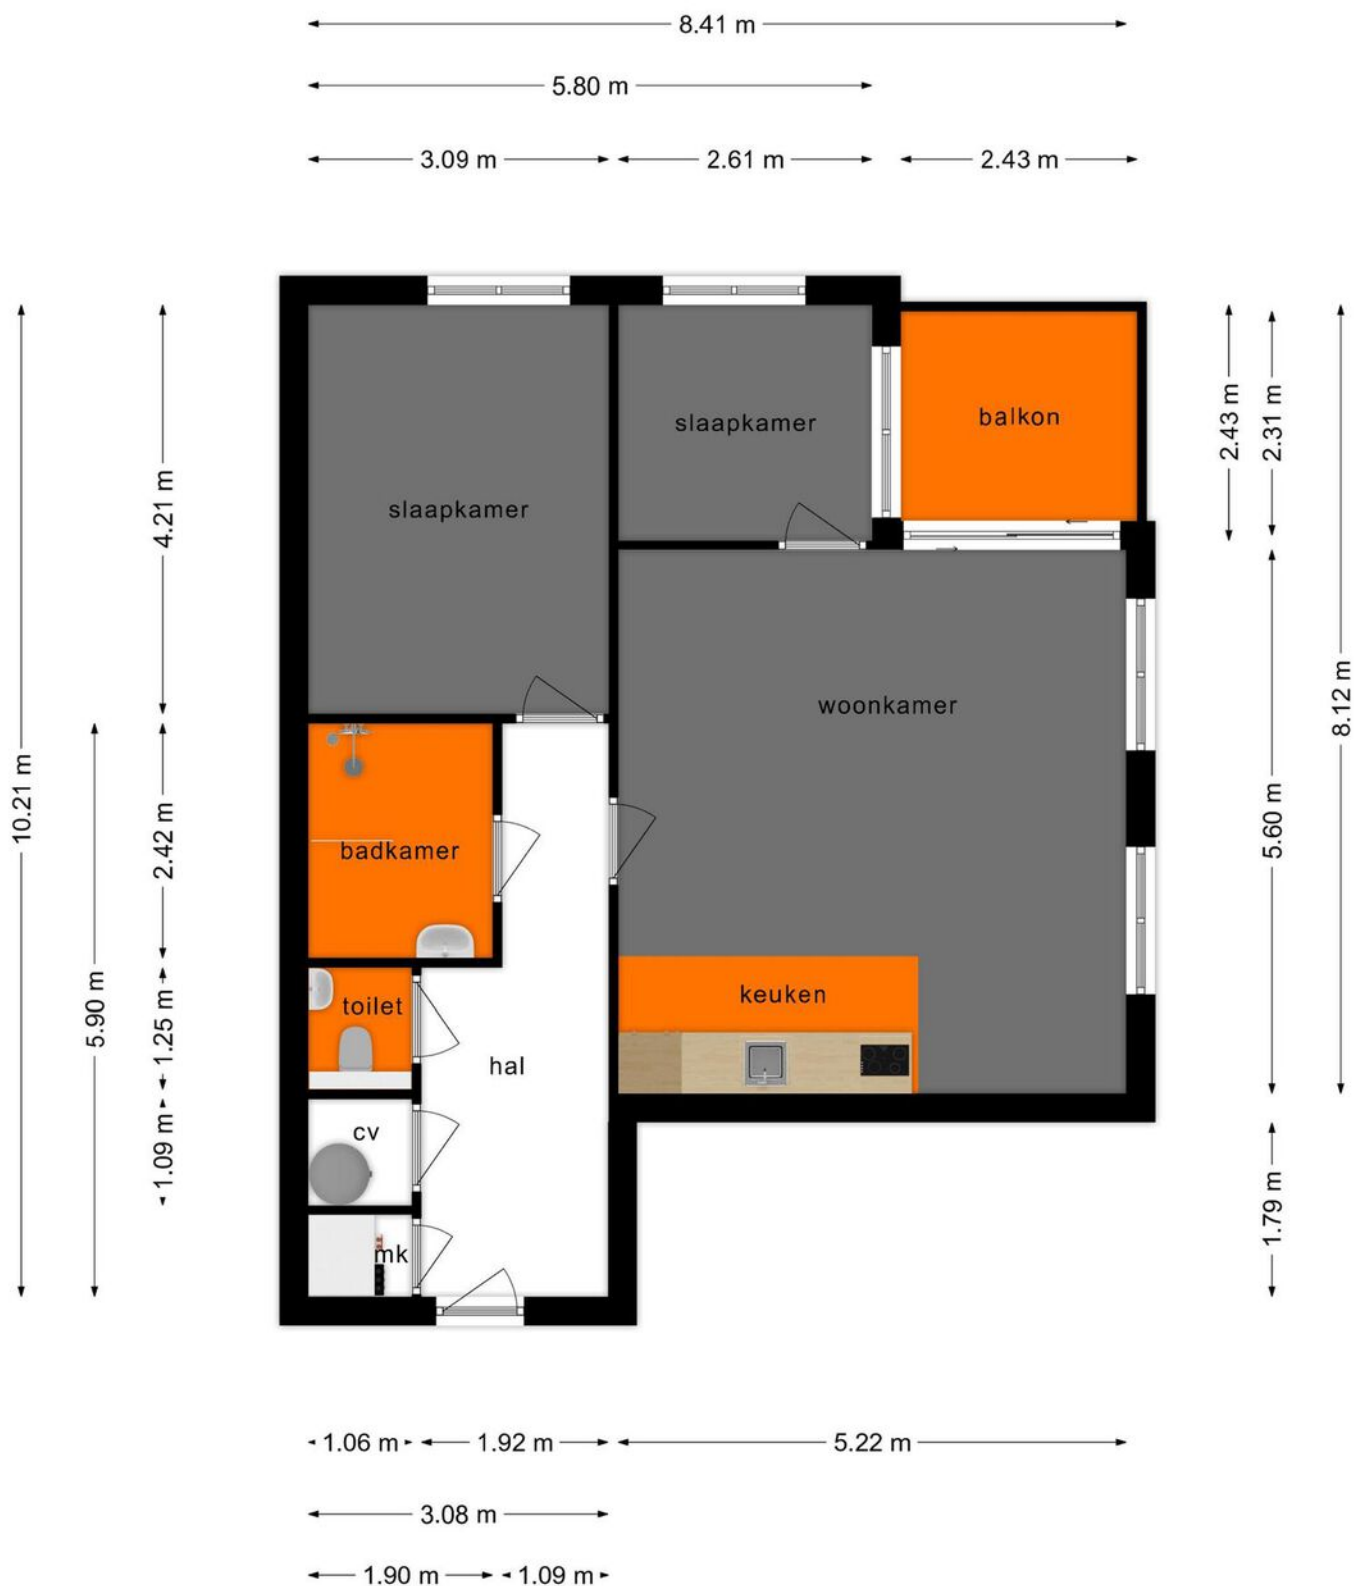 8.41 m
5.80 m
3.09 m
2.61 m
2.43 m
slaapkamer
slaapkamer
balkon
woonkamer
badkamer
keuken
toilet
hal
cv
mk
10.21 m
5.90 m
4.21 m
2.42 m
1.25 m
1.09 m
2.43 m
2.31 m
5.60 m
8.12 m
1.79 m
1.06 m
1.92 m
5.22 m
3.08 m
1.90 m
1.09 m